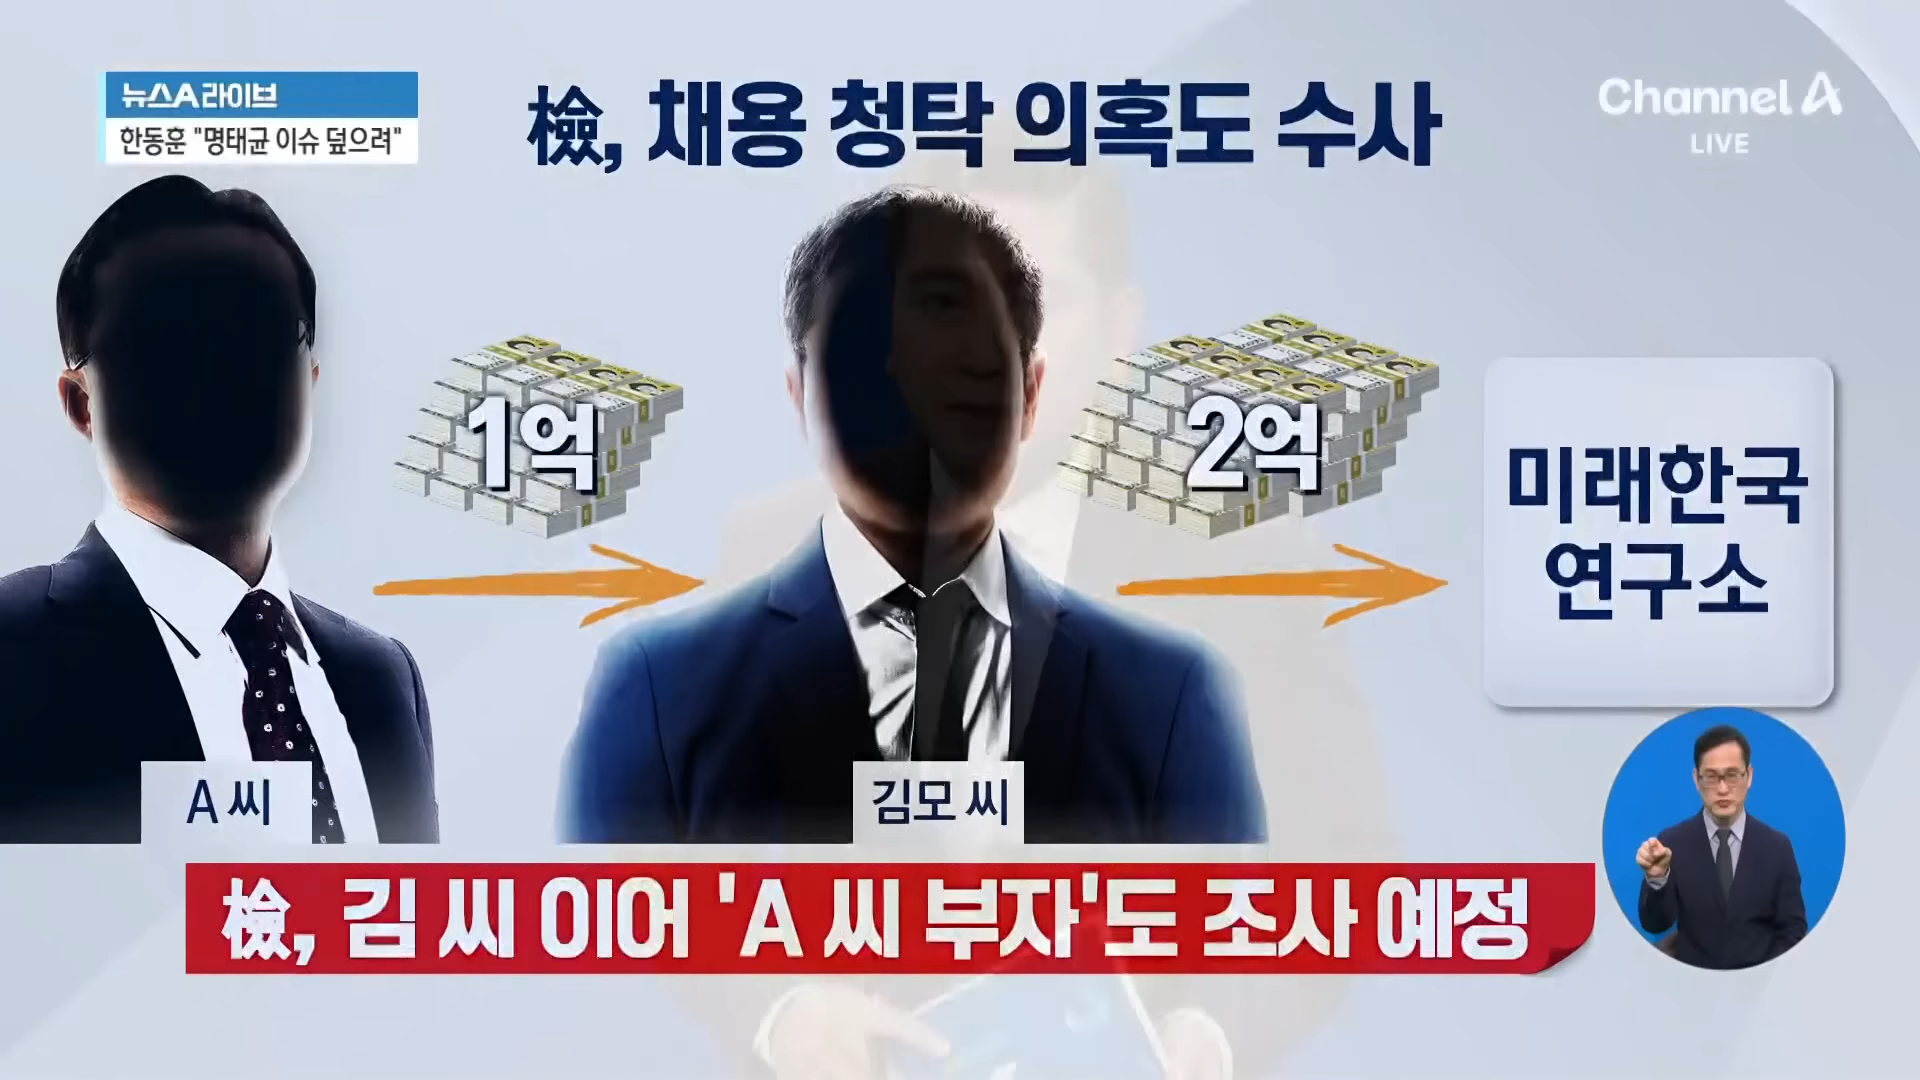 뉴스A 라이브
한동훈 "명태균 이슈 덮으려"
檢, 채용 청탁 의혹도 수사
Channel A
LIVE
1억
2억
미래한국
연구소
A 씨
김모 씨
檢, 김 씨 이어 'A 씨 부자'도 조사 예정